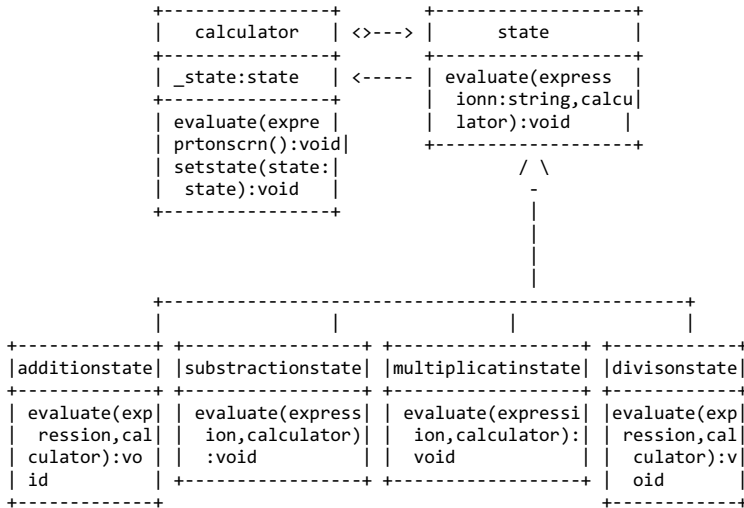 calculator <>---> state
_state:state <----- evaluate(express
ionn:string,calcu
evaluate(expre lator):void
prtonscrn():void
setstate(state:
state):void
additionstate substractionstate multiplicatinstate divisonstate
evaluate(exp evaluate(express evaluate(expressi evaluate(exp
ression,cal ion,calculator) ion,calculator): ression,cal
culator):vo :void void culator):v
id oid